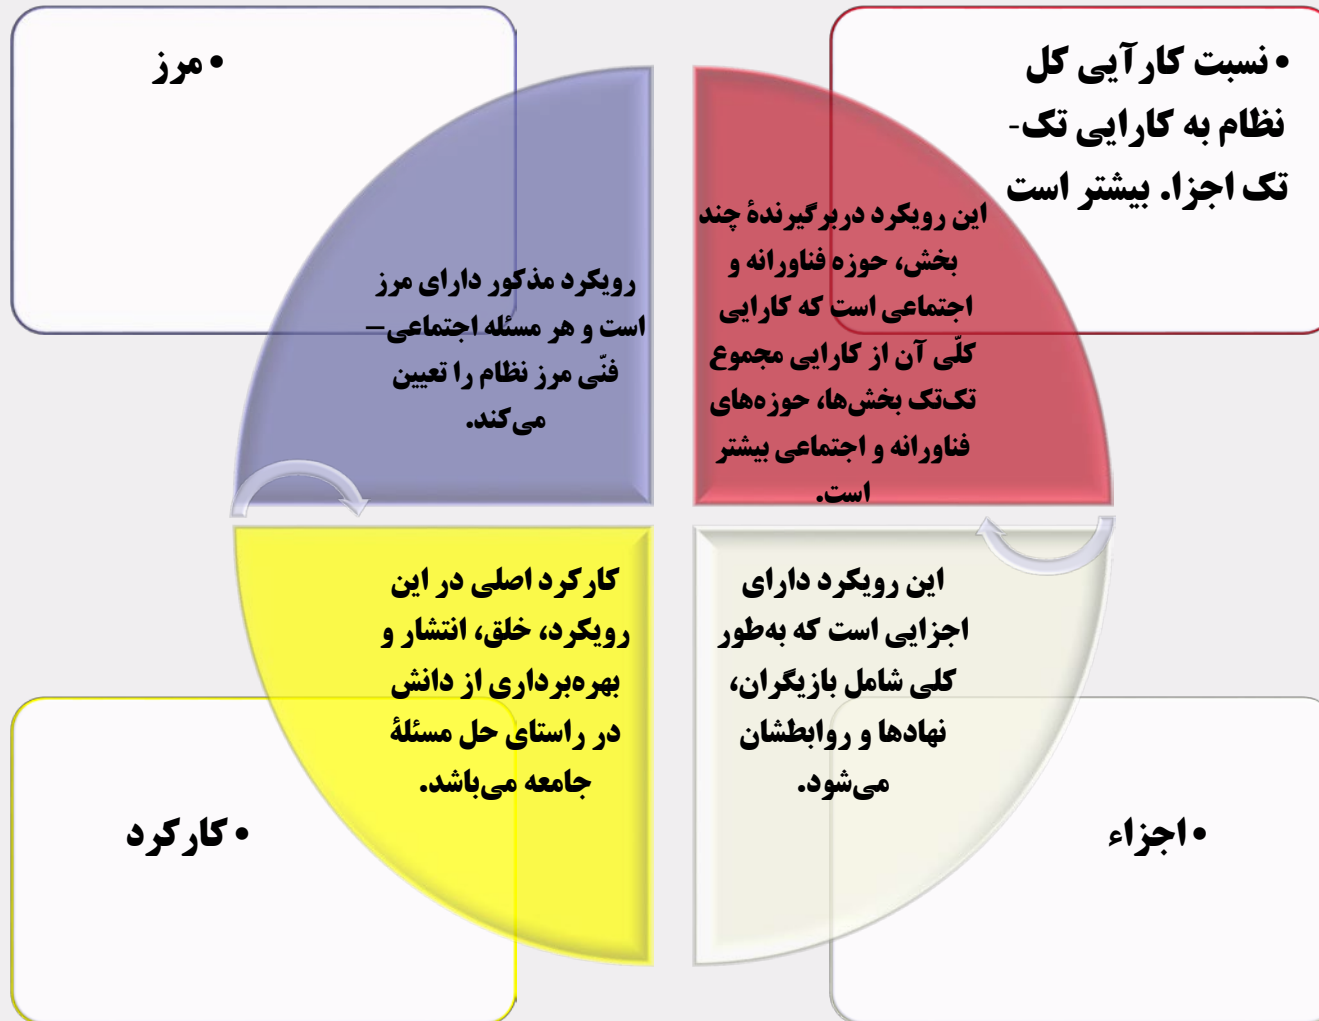 • نسبت کارآیی کل
نظام به کارایی تک-
تک اجزا. بیشتر است
این رویکرد دربرگیرندهٔ چند
بخش، حوزه فناورانه و
اجتماعی است که کارایی
کلّی آن از کارایی مجموع
تک‌تک بخش‌ها، حوزه‌های
فناورانه و اجتماعی بیشتر
است.
• مرز
رویکرد مذکور دارای مرز
است و هر مسئله اجتماعی–
فنّی مرز نظام را تعیین
می‌کند.
این رویکرد دارای
اجزایی است که به‌طور
کلی شامل بازیگران،
نهادها و روابطشان
می‌شود.
• اجزاء
کارکرد اصلی در این
رویکرد، خلق، انتشار و
بهره‌برداری از دانش
در راستای حل مسئلهٔ
جامعه می‌باشد.
• کارکرد